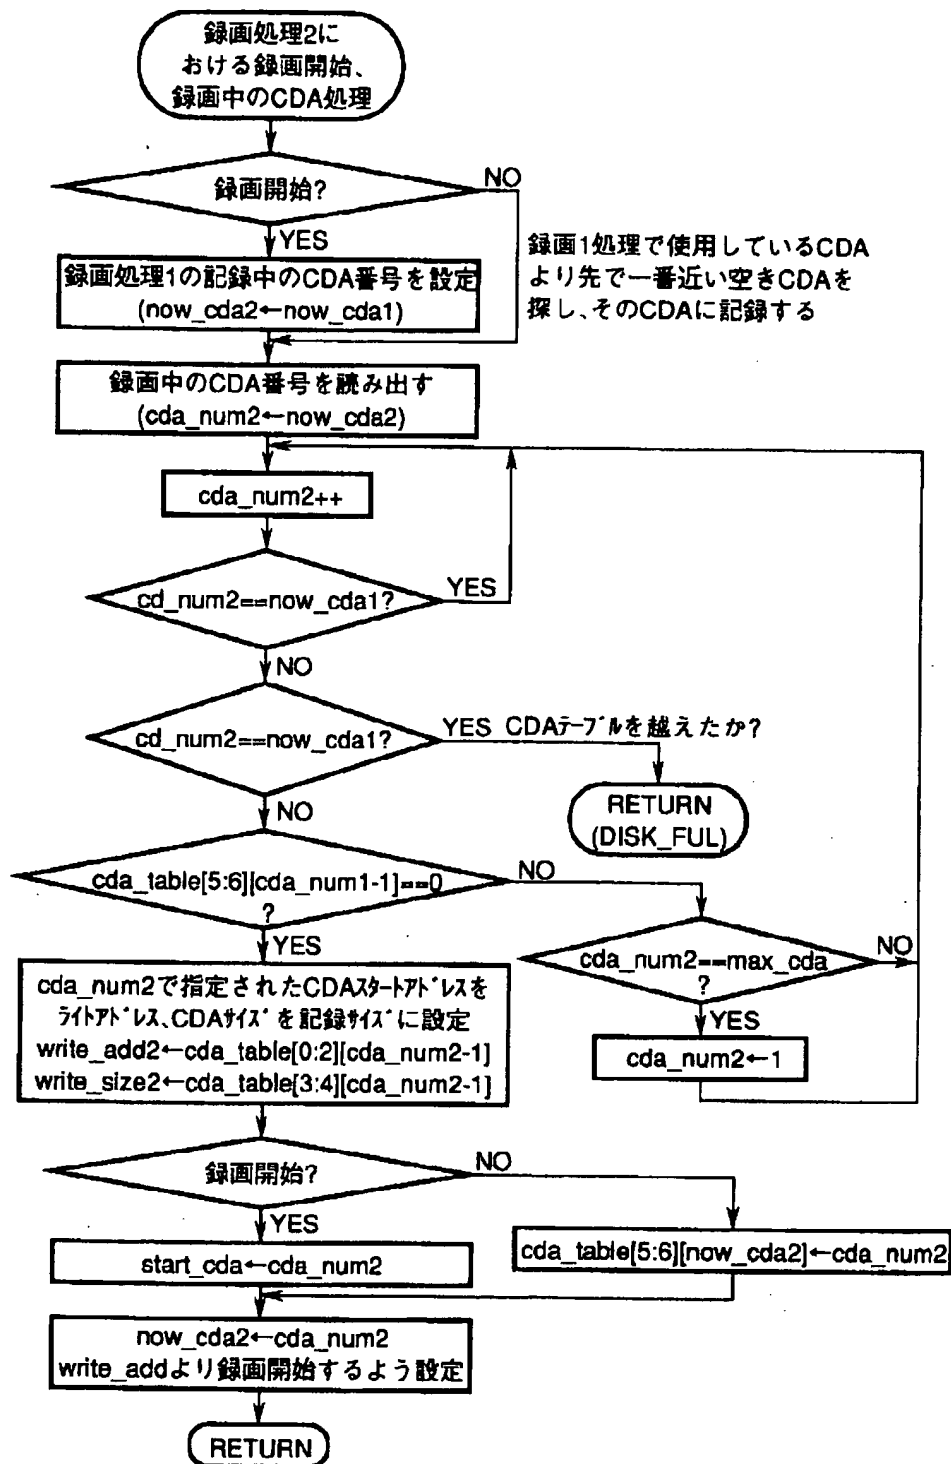 録画処理2に
おける録画開始、
録画中のCDA処理
録画開始?
NO
YES
録画1処理で使用しているCDA
より先で一番近い空きCDAを
探し、そのCDAに記録する
録画処理1の記録中のCDA番号を設定
(now_cda2←now_cda1)
録画中のCDA番号を読み出す
(cda_num2←now_cda2)
cda_num2++
cd_num2==now_cda1?
YES
NO
cd_num2==now_cda1?
YES CDAテーブルを越えたか?
NO
RETURN
(DISK_FUL)
cda_table[5:6][cda_num1-1]==0
?
NO
YES
cda_num2==max_cda
?
NO
YES
cda_num2←1
cda_num2で指定されたCDAスタートアドレスを
ライトアドレス、CDAサイズを記録サイズに設定
write_add2←cda_table[0:2][cda_num2-1]
write_size2←cda_table[3:4][cda_num2-1]
録画開始?
NO
YES
start_cda←cda_num2
cda_table[5:6][now_cda2]←cda_num2
now_cda2←cda_num2
write_addより録画開始するよう設定
RETURN